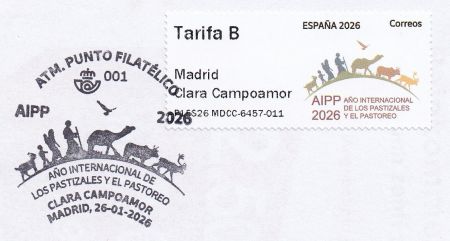 ATM. PUNTO FILATÉLICO
001
AIPP
2026
AÑO INTERNACIONAL DE
LOS PASTIZALES Y EL PASTOREO
CLARA CAMPOAMOR
MADRID, 26-01-2026
Tarifa B
ESPAÑA 2026
Correos
Madrid
Clara Campoamor
P15S26 MDCC-6457-011
AIPP
2026
AÑO INTERNACIONAL
DE LOS PASTIZALES
Y EL PASTOREO